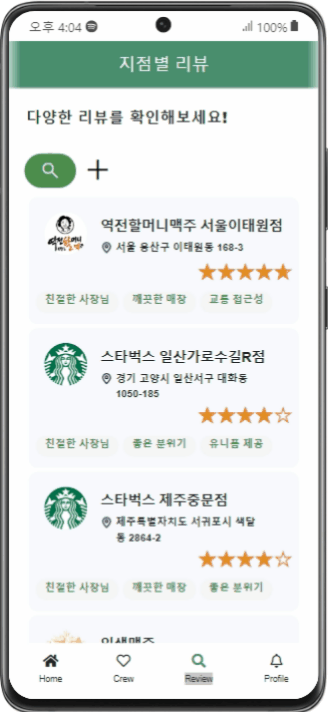 오후 4:04
100%
지점별 리뷰
다양한 리뷰를 확인해보세요!
역전할머니맥주 서울이태원점
서울 용산구 이태원동 168-3
친절한 사장님 깨끗한 매장 교통 접근성
스타벅스 일산가로수길R점
경기 고양시 일산서구 대화동
1050-185
친절한 사장님 좋은 분위기 유니폼 제공
스타벅스 제주중문점
제주특별자치도 서귀포시 색달
동 2864-2
친절한 사장님 깨끗한 매장 좋은 분위기
인생맥주
Home Crew Review Profile